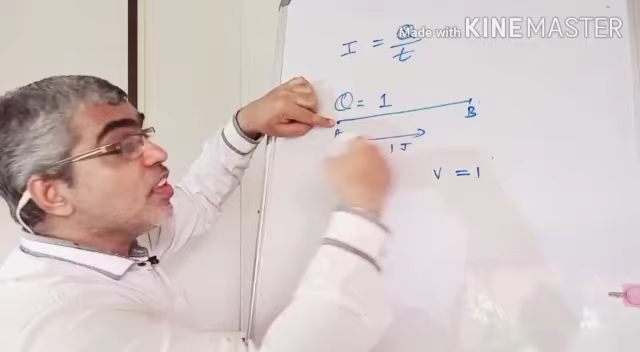 Made with KINEMASTER
I = Q/t
Q = 1
A B
1 J
V = 1